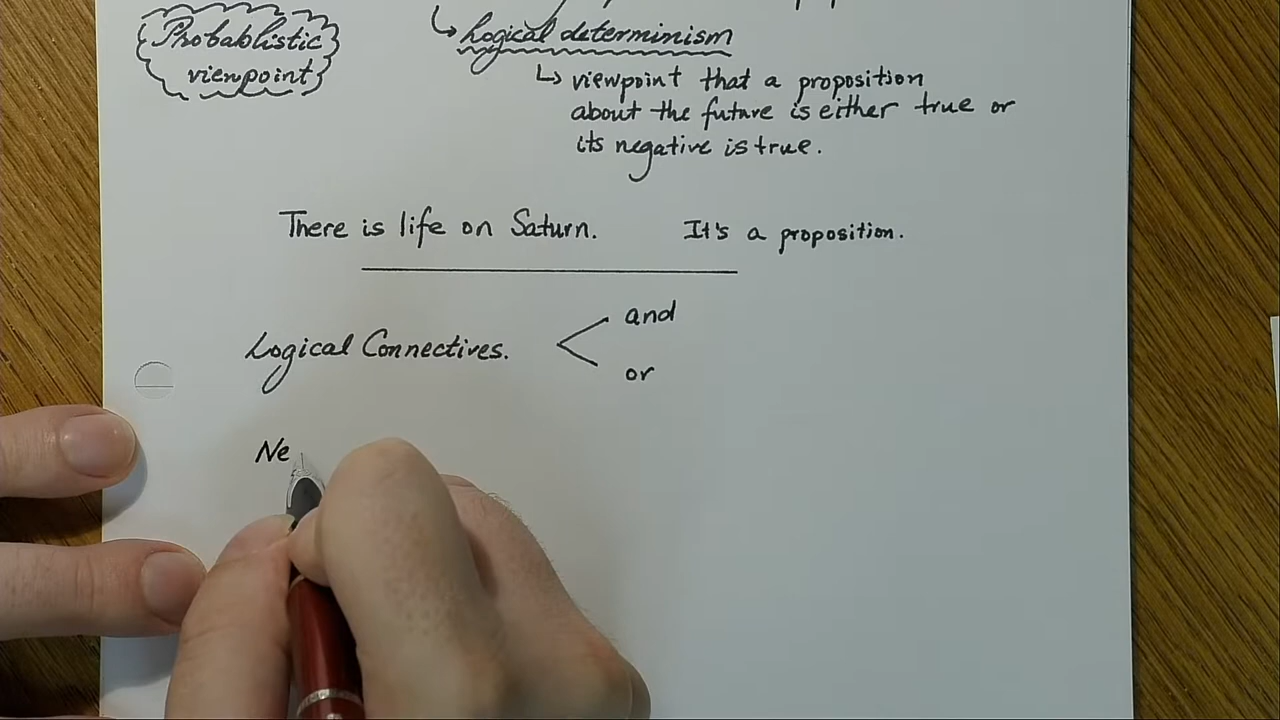 Probablistic
viewpoint
↳ Logical determinism
↳ viewpoint that a proposition
about the future is either true or
its negative is true.
There is life on Saturn. It's a proposition.
Logical Connectives. and
or
Ne